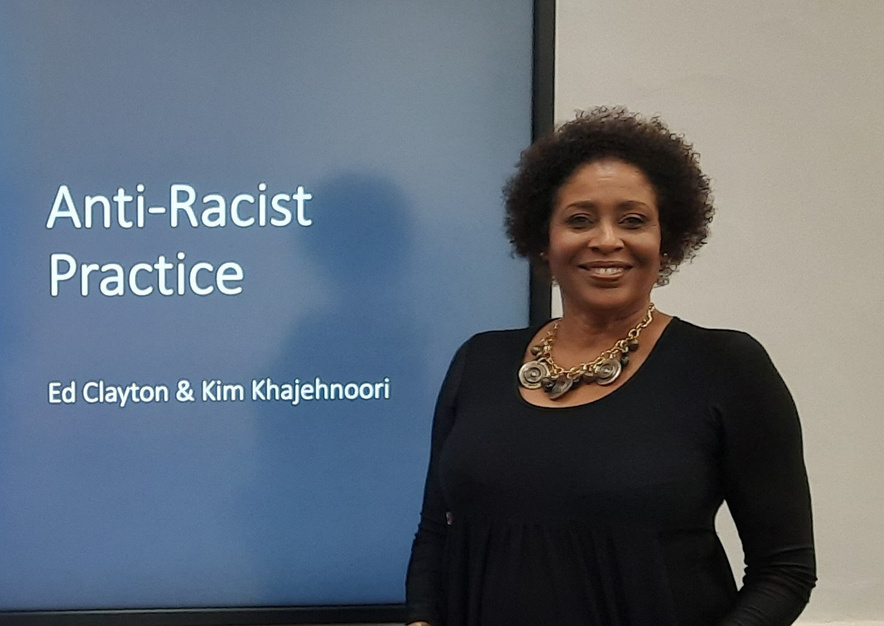 Anti-Racist
Practice
Ed Clayton & Kim Khajehnoori